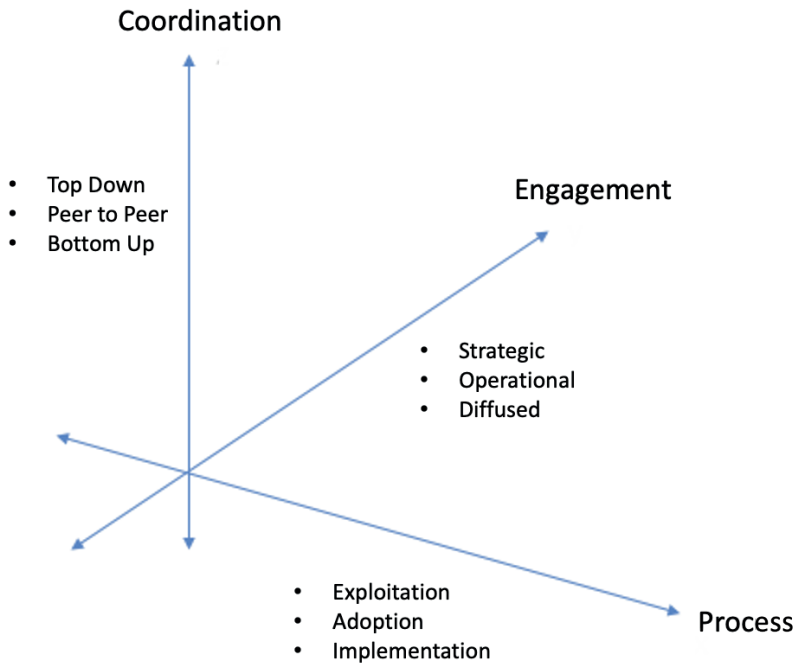 Coordination
• Top Down
• Peer to Peer
• Bottom Up
Engagement
• Strategic
• Operational
• Diffused
• Exploitation
• Adoption
• Implementation
Process